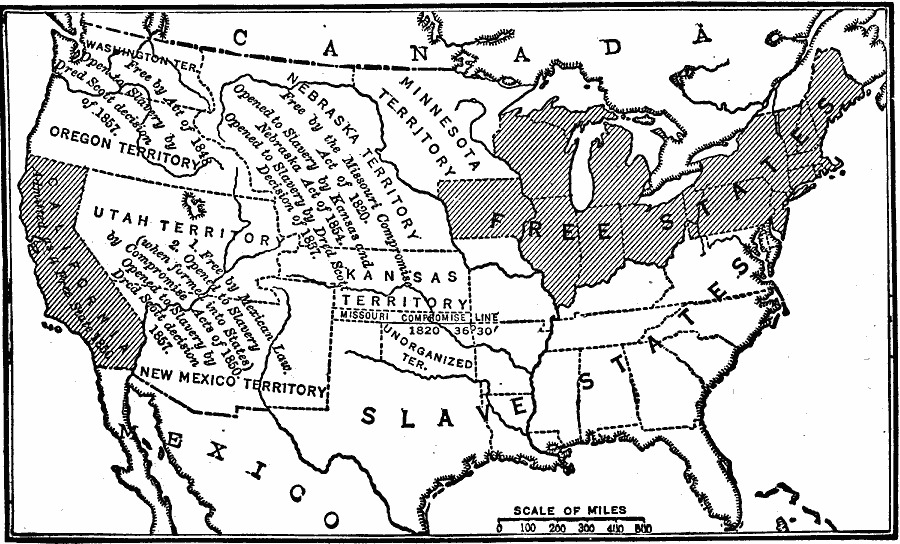 CANADA
WASHINGTON TER.
Free by Act of 1848
Opened to Slavery by
Dred Scott decision
of 1857.
OREGON TERRITORY
NEBRASKA TERRITORY
Free by the Missouri Compromise
Act of 1820.
Opened to Slavery by Kansas and
Nebraska Act of 1854.
Opened to Slavery by Dred Scott
Decision of 1857.
MINNESOTA
TERRITORY
FREE STATES
UTAH TERRITORY
1. Free by Mexican Law.
2. Opened to Slavery
(when formed into States)
by Compromise Acts of 1850.
Opened to Slavery by
Dred Scott decision
1857.
KANSAS
TERRITORY
MISSOURI COMPROMISE LINE
1820 36°30'
UNORGANIZED
TER.
NEW MEXICO TERRITORY
SLAVE STATES
MEXICO
SCALE OF MILES
0 100 200 300 400 500